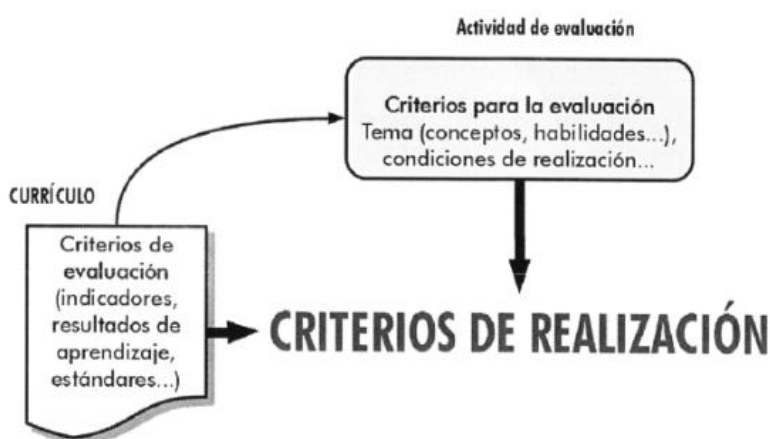 Actividad de evaluación
Criterios para la evaluación
Tema (conceptos, habilidades...),
condiciones de realización...
CURRÍCULO
Criterios de
evaluación
(indicadores,
resultados de
aprendizaje,
estándares...)
CRITERIOS DE REALIZACIÓN